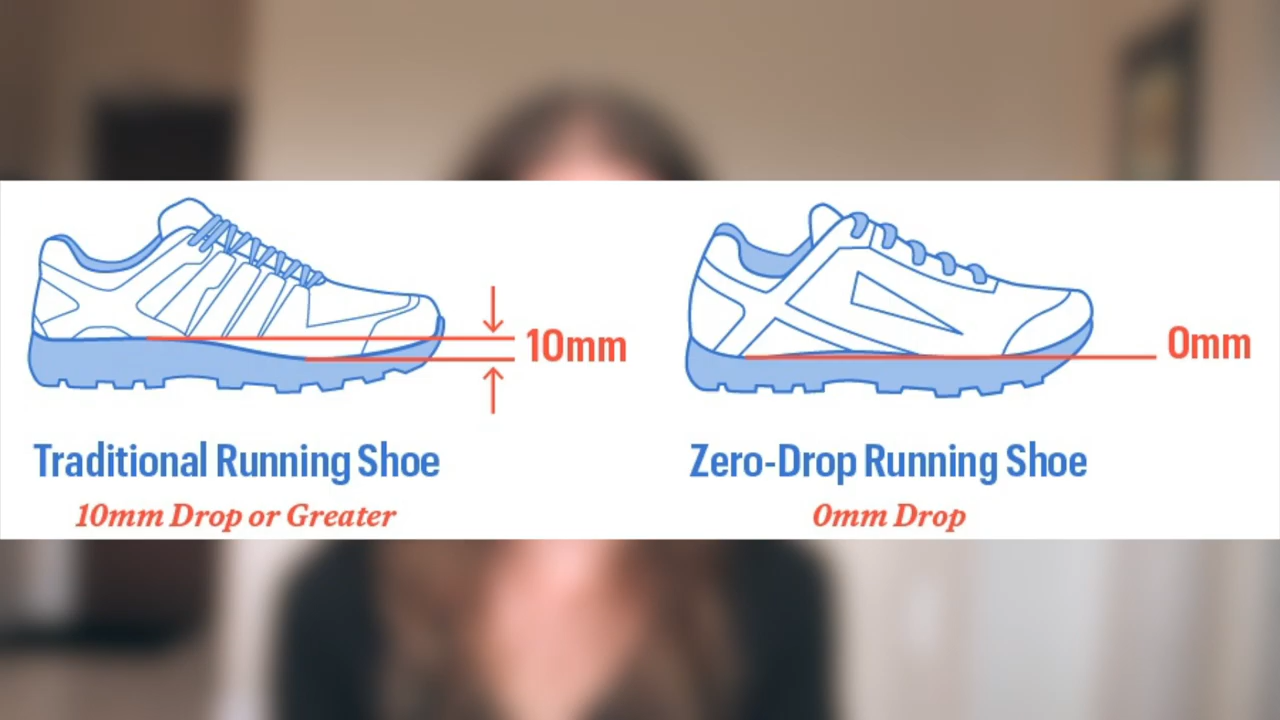 10mm
Traditional Running Shoe
10mm Drop or Greater
0mm
Zero-Drop Running Shoe
0mm Drop